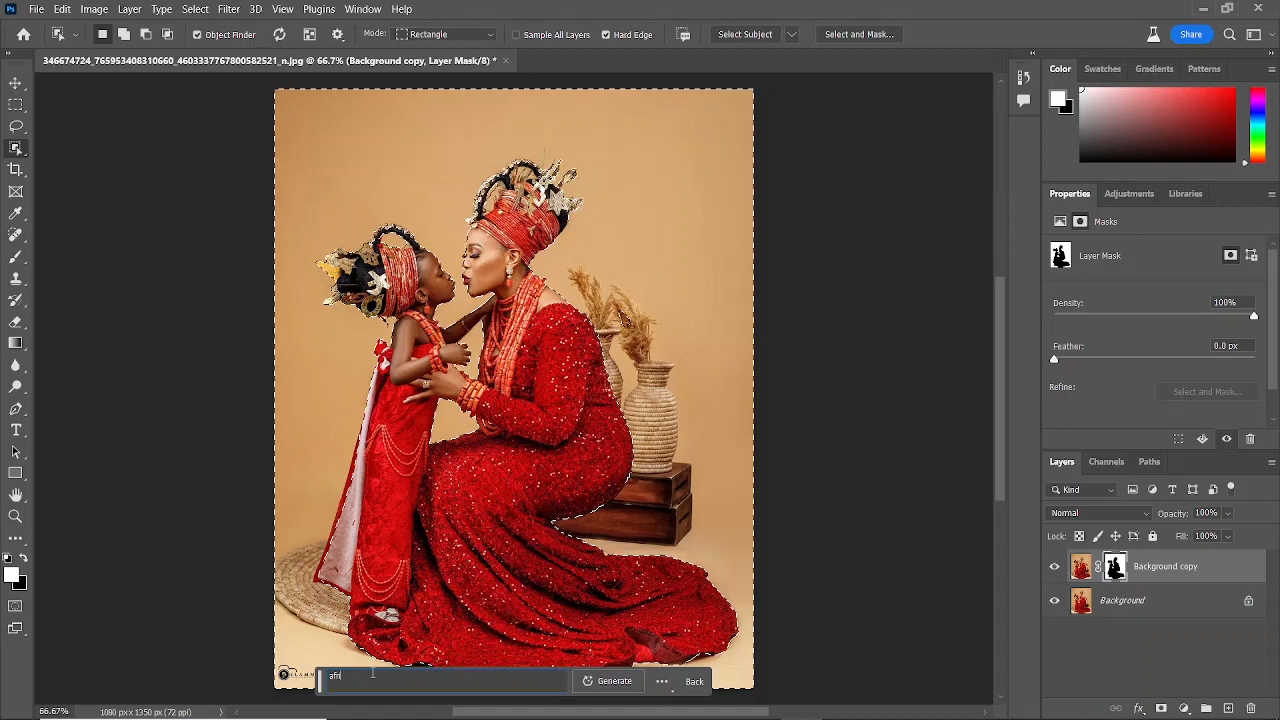 Ps File Edit Image Layer Type Select Filter 3D View Plugins Window Help
Object Finder Mode: Rectangle Sample All Layers Hard Edge Select Subject Select and Mask... Share
346674724_765953408310660_4603337767800582521_n.jpg @ 66.7% (Background copy, Layer Mask/8) *
Color Swatches Gradients Patterns
Properties Adjustments Libraries
Masks
Layer Mask
Density: 100%
Feather: 0.0 px
Refine: Select and Mask...
Layers Channels Paths
Kind
Normal Opacity: 100%
Lock: Fill: 100%
Background copy
Background
afri Generate ... Back
66.67% 1080 px x 1350 px (72 ppi)